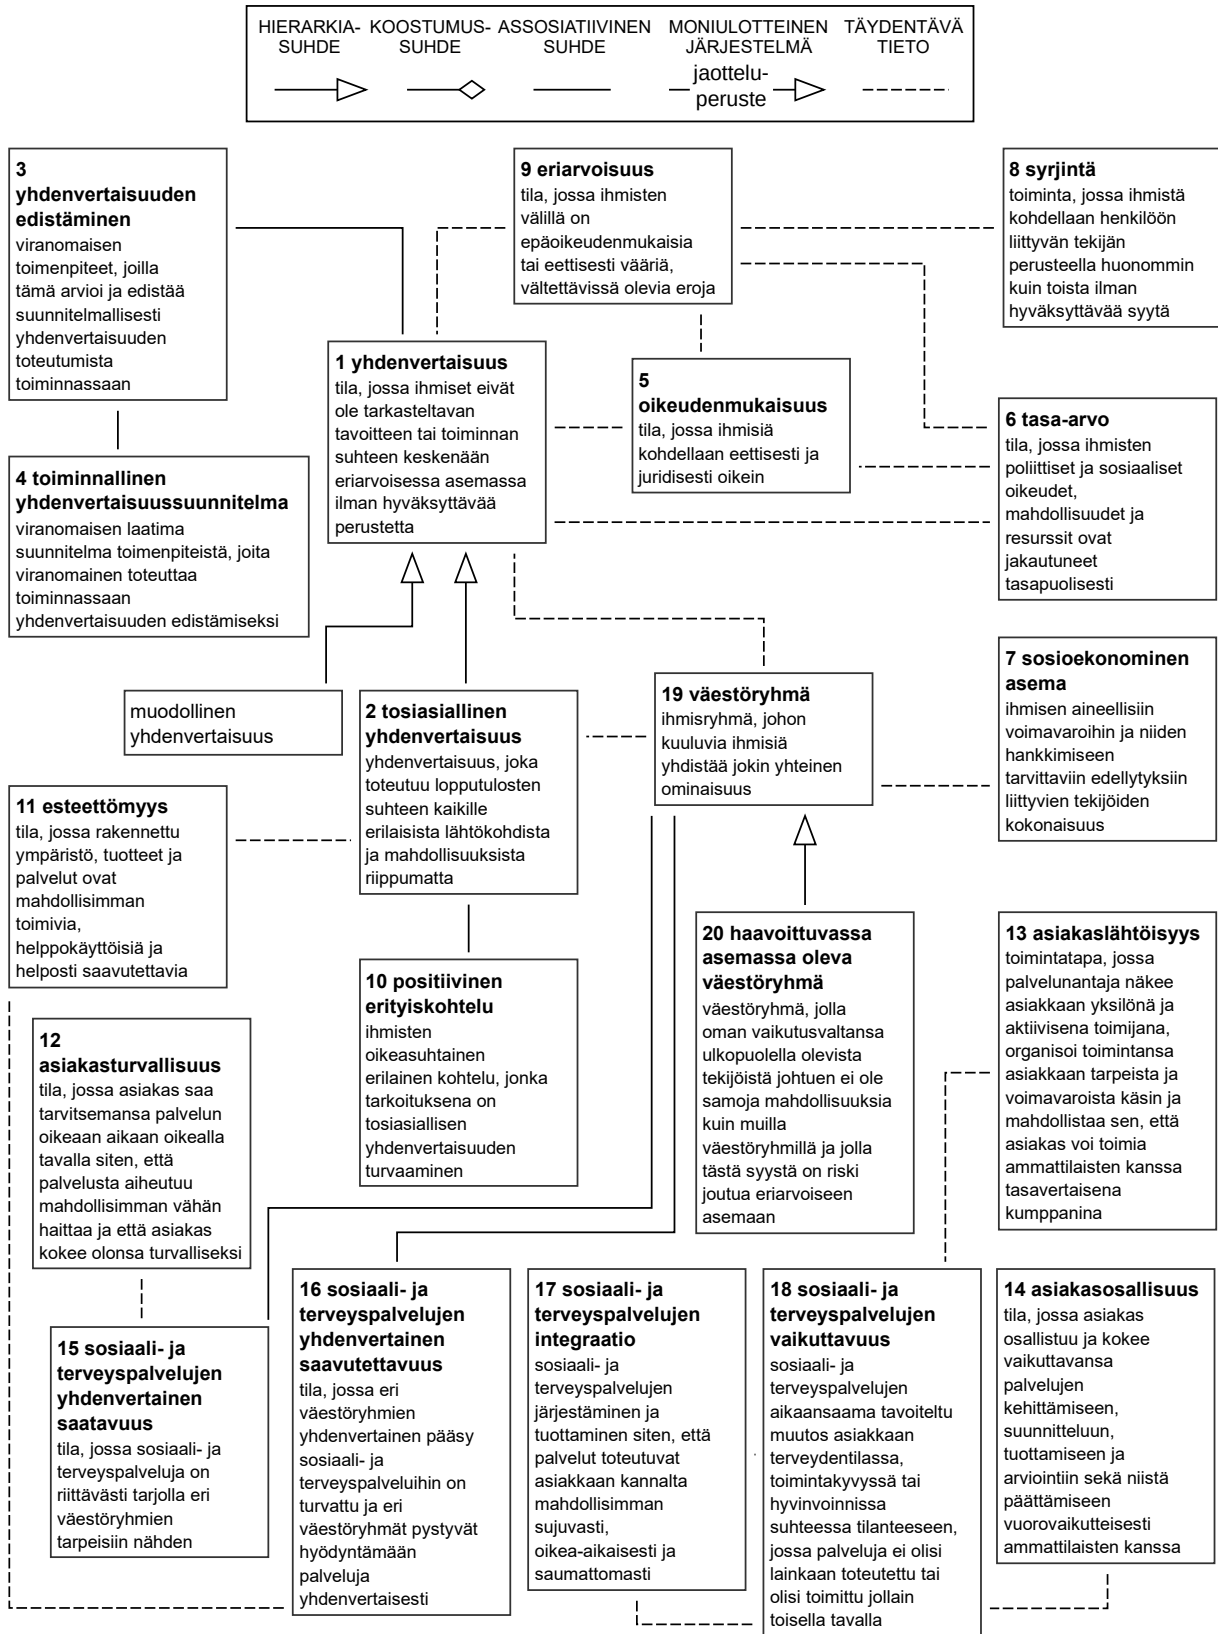 HIERARKIA-
SUHDE
KOOSTUMUS-
SUHDE
ASSOSIATIIVINEN
SUHDE
MONIULOTTEINEN
JÄRJESTELMÄ
jaottelu-
peruste
TÄYDENTÄVÄ
TIETO
3
yhdenvertaisuuden
edistäminen
viranomaisen
toimenpiteet, joilla
tämä arvioi ja edistää
suunnitelmallisesti
yhdenvertaisuuden
toteutumista
toiminnassaan
9 eriarvoisuus
tila, jossa ihmisten
välillä on
epäoikeudenmukaisia
tai eettisesti vääriä,
vältettävissä olevia eroja
8 syrjintä
toiminta, jossa ihmistä
kohdellaan henkilöön
liittyvän tekijän
perusteella huonommin
kuin toista ilman
hyväksyttävää syytä
1 yhdenvertaisuus
tila, jossa ihmiset eivät
ole tarkasteltavan
tavoitteen tai toiminnan
suhteen keskenään
eriarvoisessa asemassa
ilman hyväksyttävää
perustetta
5
oikeudenmukaisuus
tila, jossa ihmisiä
kohdellaan eettisesti ja
juridisesti oikein
6 tasa-arvo
tila, jossa ihmisten
poliittiset ja sosiaaliset
oikeudet,
mahdollisuudet ja
resurssit ovat
jakautuneet
tasapuolisesti
4 toiminnallinen
yhdenvertaisuussuunnitelma
viranomaisen laatima
suunnitelma toimenpiteistä, joita
viranomainen toteuttaa
toiminnassaan
yhdenvertaisuuden edistämiseksi
muodollinen
yhdenvertaisuus
2 tosiasiallinen
yhdenvertaisuus
yhdenvertaisuus, joka
toteutuu lopputulosten
suhteen kaikille
erilaisista lähtökohdista
ja mahdollisuuksista
riippumatta
19 väestöryhmä
ihmisryhmä, johon
kuuluvia ihmisiä
yhdistää jokin yhteinen
ominaisuus
7 sosioekonominen
asema
ihmisen aineellisiin
voimavaroihin ja niiden
hankkimiseen
tarvittaviin edellytyksiin
liittyvien tekijöiden
kokonaisuus
11 esteettömyys
tila, jossa rakennettu
ympäristö, tuotteet ja
palvelut ovat
mahdollisimman
toimivia,
helppokäyttöisiä ja
helposti saavutettavia
10 positiivinen
erityiskohtelu
ihmisten
oikeasuhtainen
erilainen kohtelu, jonka
tarkoituksena on
tosiasiallisen
yhdenvertaisuuden
turvaaminen
20 haavoittuvassa
asemassa oleva
väestöryhmä
väestöryhmä, jolla
oman vaikutusvaltansa
ulkopuolella olevista
tekijöistä johtuen ei ole
samoja mahdollisuuksia
kuin muilla
väestöryhmillä ja jolla
tästä syystä on riski
joutua eriarvoiseen
asemaan
13 asiakaslähtöisyys
toimintatapa, jossa
palvelunantaja näkee
asiakkaan yksilönä ja
aktiivisena toimijana,
organisoi toimintansa
asiakkaan tarpeista ja
voimavaroista käsin ja
mahdollistaa sen, että
asiakas voi toimia
ammattilaisten kanssa
tasavertaisena
kumppanina
12
asiakasturvallisuus
tila, jossa asiakas saa
tarvitsemansa palvelun
oikeaan aikaan oikealla
tavalla siten, että
palvelusta aiheutuu
mahdollisimman vähän
haittaa ja että asiakas
kokee olonsa turvalliseksi
15 sosiaali- ja
terveyspalvelujen
yhdenvertainen
saatavuus
tila, jossa sosiaali- ja
terveyspalveluja on
riittävästi tarjolla eri
väestöryhmien
tarpeisiin nähden
16 sosiaali- ja
terveyspalvelujen
yhdenvertainen
saavutettavuus
tila, jossa eri
väestöryhmien
yhdenvertainen pääsy
sosiaali- ja
terveyspalveluihin on
turvattu ja eri
väestöryhmät pystyvät
hyödyntämään
palveluja
yhdenvertaisesti
17 sosiaali- ja
terveyspalvelujen
integraatio
sosiaali- ja
terveyspalvelujen
järjestäminen ja
tuottaminen siten, että
palvelut toteutuvat
asiakkaan kannalta
mahdollisimman
sujuvasti,
oikea-aikaisesti ja
saumattomasti
18 sosiaali- ja
terveyspalvelujen
vaikuttavuus
sosiaali- ja
terveyspalvelujen
aikaansaama tavoiteltu
muutos asiakkaan
terveydentilassa,
toimintakyvyssä tai
hyvinvoinnissa
suhteessa tilanteeseen,
jossa palveluja ei olisi
lainkaan toteutettu tai
olisi toimittu jollain
toisella tavalla
14 asiakasosallisuus
tila, jossa asiakas
osallistuu ja kokee
vaikuttavansa
palvelujen
kehittämiseen,
suunnitteluun,
tuottamiseen ja
arviointiin sekä niistä
päättämiseen
vuorovaikutteisesti
ammattilaisten kanssa